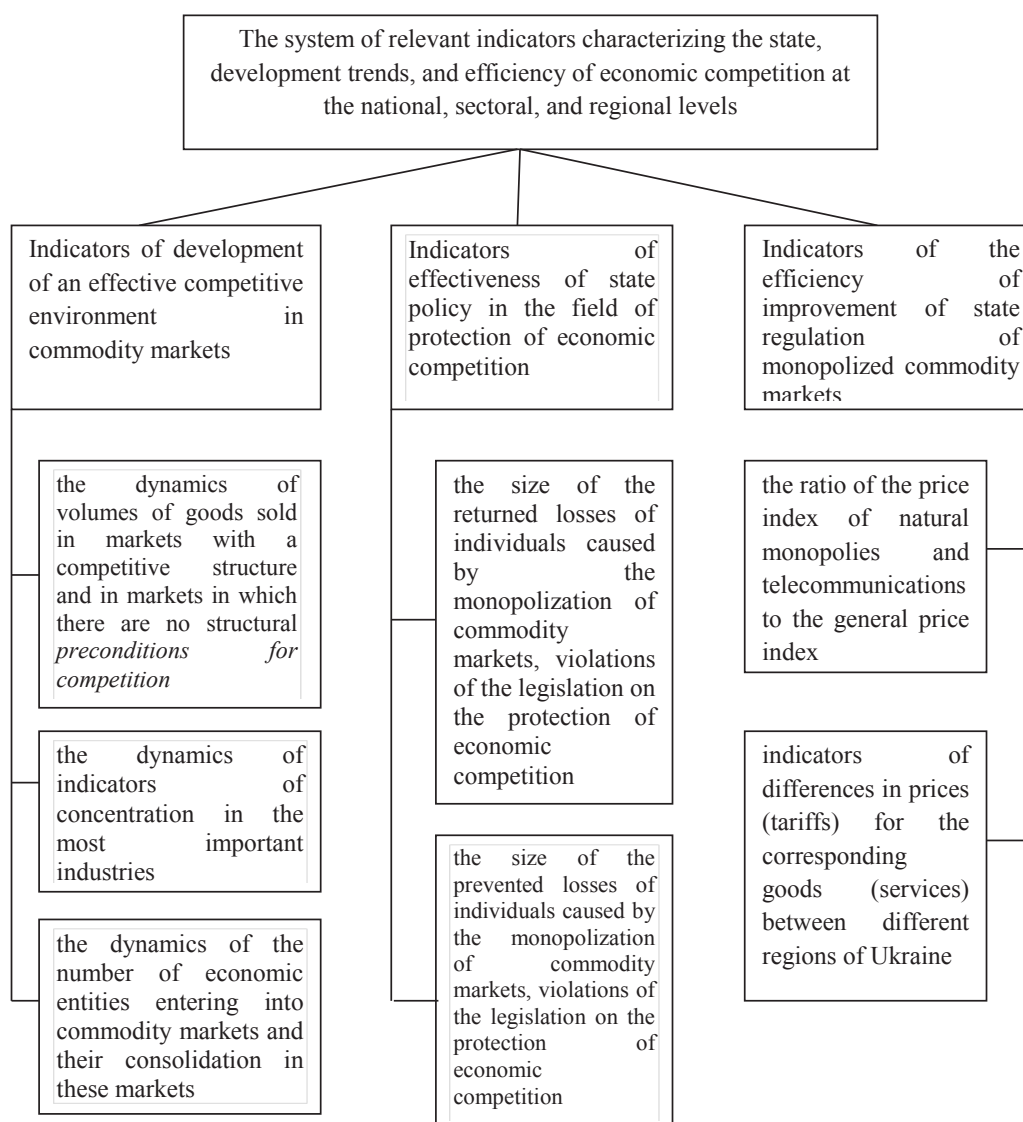 The system of relevant indicators characterizing the state,
development trends, and efficiency of economic competition at
the national, sectoral, and regional levels
Indicators of development
of an effective competitive
environment in
commodity markets
Indicators of
effectiveness of state
policy in the field of
protection of economic
competition
Indicators of the
efficiency of
improvement of state
regulation of
monopolized commodity
markets
the dynamics of
volumes of goods sold
in markets with a
competitive structure
and in markets in which
there are no structural
preconditions for
competition
the dynamics of
indicators of
concentration in the
most important
industries
the dynamics of the
number of economic
entities entering into
commodity markets and
their consolidation in
these markets
the size of the
returned losses of
individuals caused
by the
monopolization of
commodity
markets, violations
of the legislation on
the protection of
economic
competition
the size of the
prevented losses of
individuals caused by
the monopolization
of commodity
markets, violations of
the legislation on the
protection of
economic
competition
the ratio of the price
index of natural
monopolies and
telecommunications
to the general price
index
indicators of
differences in prices
(tariffs) for the
corresponding
goods (services)
between different
regions of Ukraine